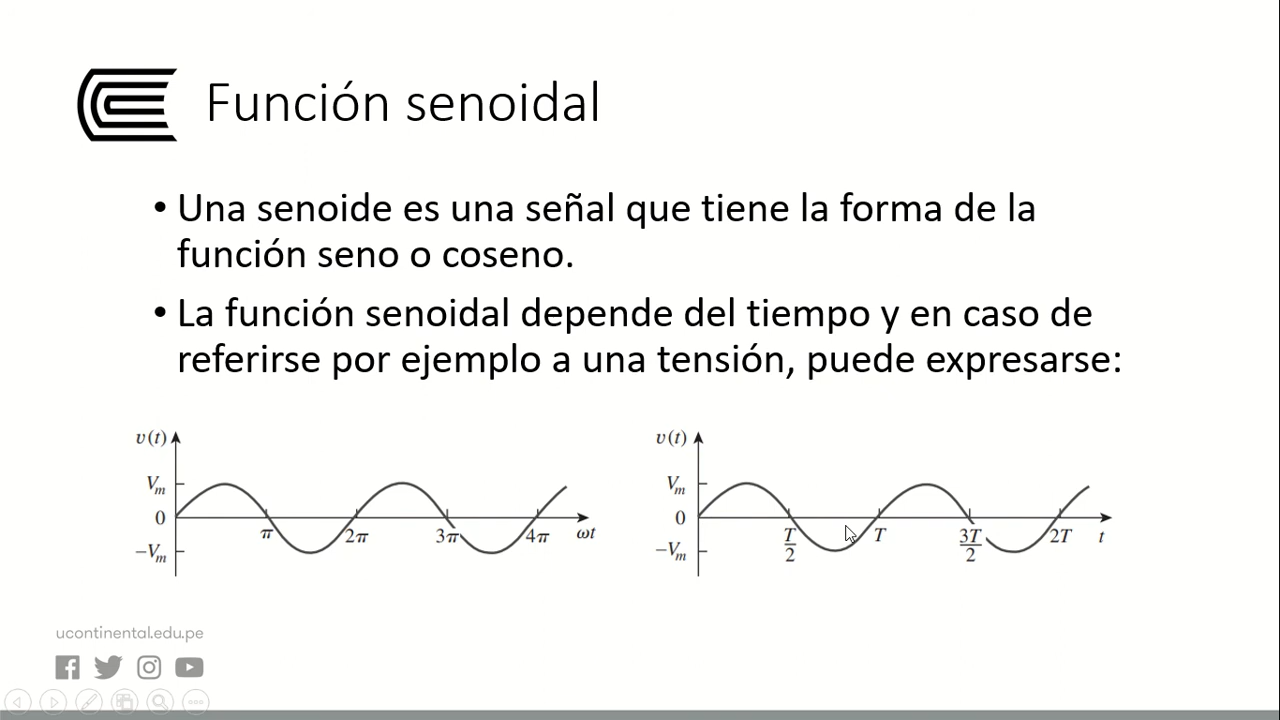 Función senoidal
• Una senoide es una señal que tiene la forma de la
función seno o coseno.
• La función senoidal depende del tiempo y en caso de
referirse por ejemplo a una tensión, puede expresarse:
v(t)
Vm
0
−Vm
π
2π
3π
4π
ωt
v(t)
Vm
0
−Vm
T/2
T
3T/2
2T
t
ucontinental.edu.pe